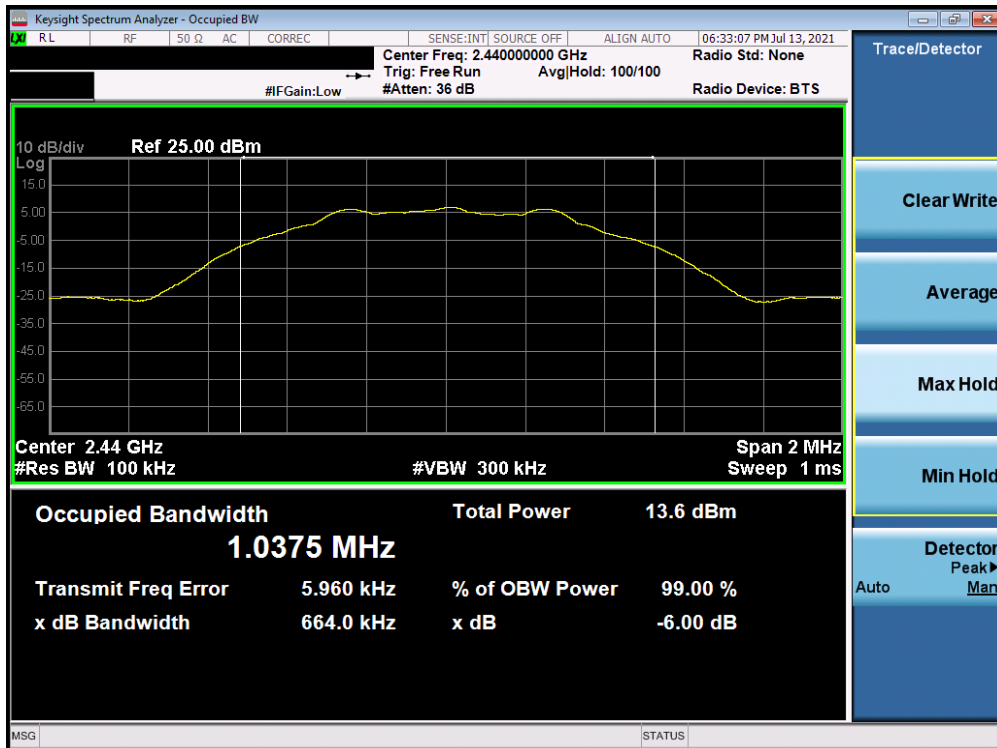 Keysight Spectrum Analyzer - Occupied BW
LXI RL RF 50 Ω AC CORREC SENSE:INT SOURCE OFF ALIGN AUTO 06:33:07 PM Jul 13, 2021
Center Freq: 2.440000000 GHz Radio Std: None
Trig: Free Run Avg|Hold: 100/100
#IFGain:Low #Atten: 36 dB Radio Device: BTS
Trace/Detector
10 dB/div Ref 25.00 dBm
Log
15.0
5.00
-5.00
-15.0
-25.0
-35.0
-45.0
-55.0
-65.0
Center 2.44 GHz Span 2 MHz
#Res BW 100 kHz #VBW 300 kHz Sweep 1 ms
Occupied Bandwidth Total Power 13.6 dBm
1.0375 MHz
Transmit Freq Error 5.960 kHz % of OBW Power 99.00 %
x dB Bandwidth 664.0 kHz x dB -6.00 dB
Clear Write
Average
Max Hold
Min Hold
Detector
Peak▶
Auto Man
MSG STATUS